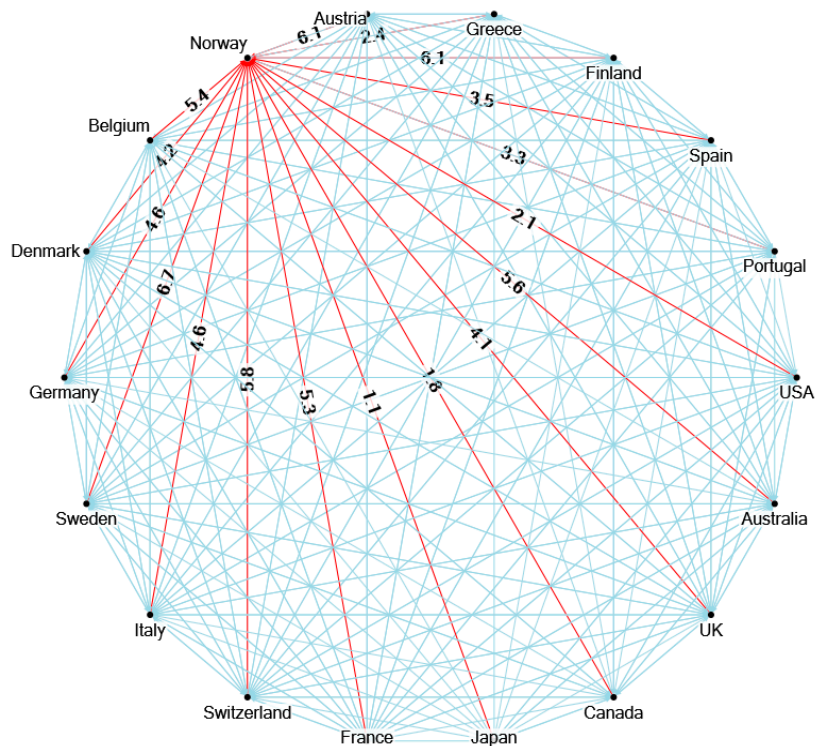 Austria
Greece
Norway
6.1
2.4
6.1
Finland
5.4
3.5
Belgium
4.2
3.3
Spain
4.6
2.1
Denmark
Portugal
6.7
5.6
4.6
4.1
Germany
5.8
5.3
1.1
1.8
USA
Sweden
Australia
Italy
UK
Switzerland
Canada
France
Japan